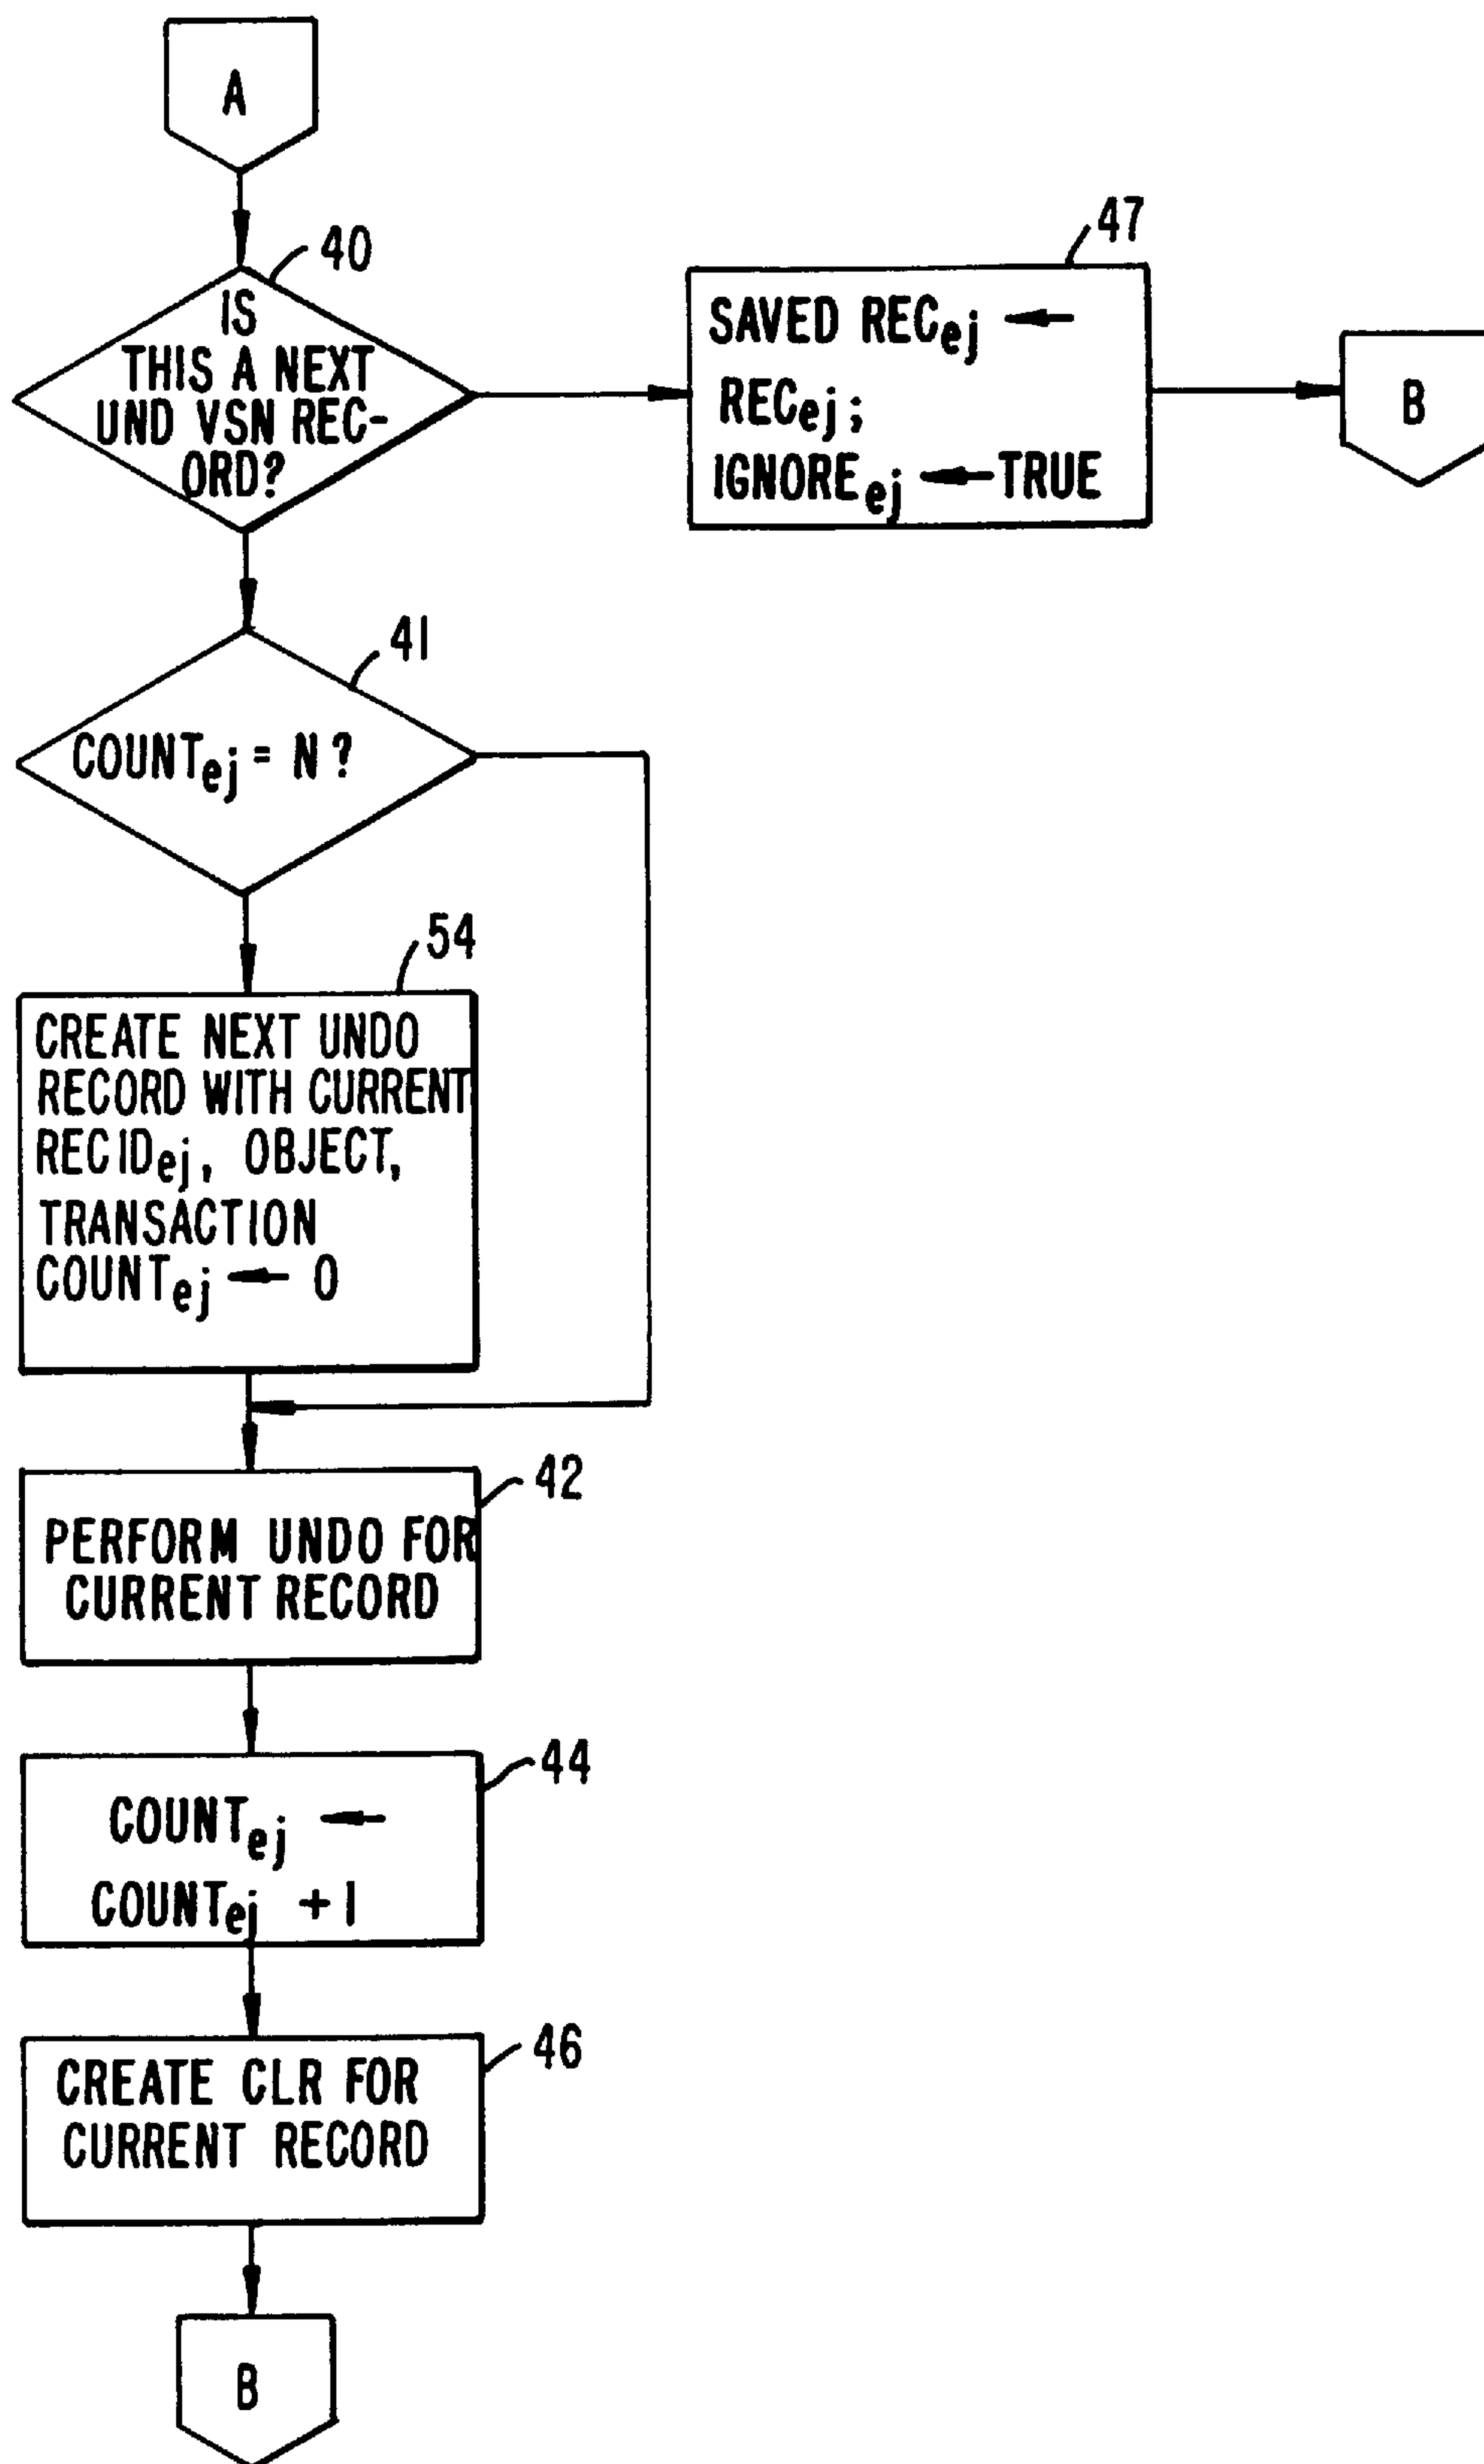 A
40
IS
THIS A NEXT
UND VSN REC-
ORD?
47
SAVED RECej ←
RECej ;
IGNOREej ← TRUE
B
41
COUNTej = N ?
54
CREATE NEXT UNDO
RECORD WITH CURRENT
RECIDej, OBJECT,
TRANSACTION
COUNTej ← 0
42
PERFORM UNDO FOR
CURRENT RECORD
44
COUNTej ←
COUNTej +1
46
CREATE CLR FOR
CURRENT RECORD
B